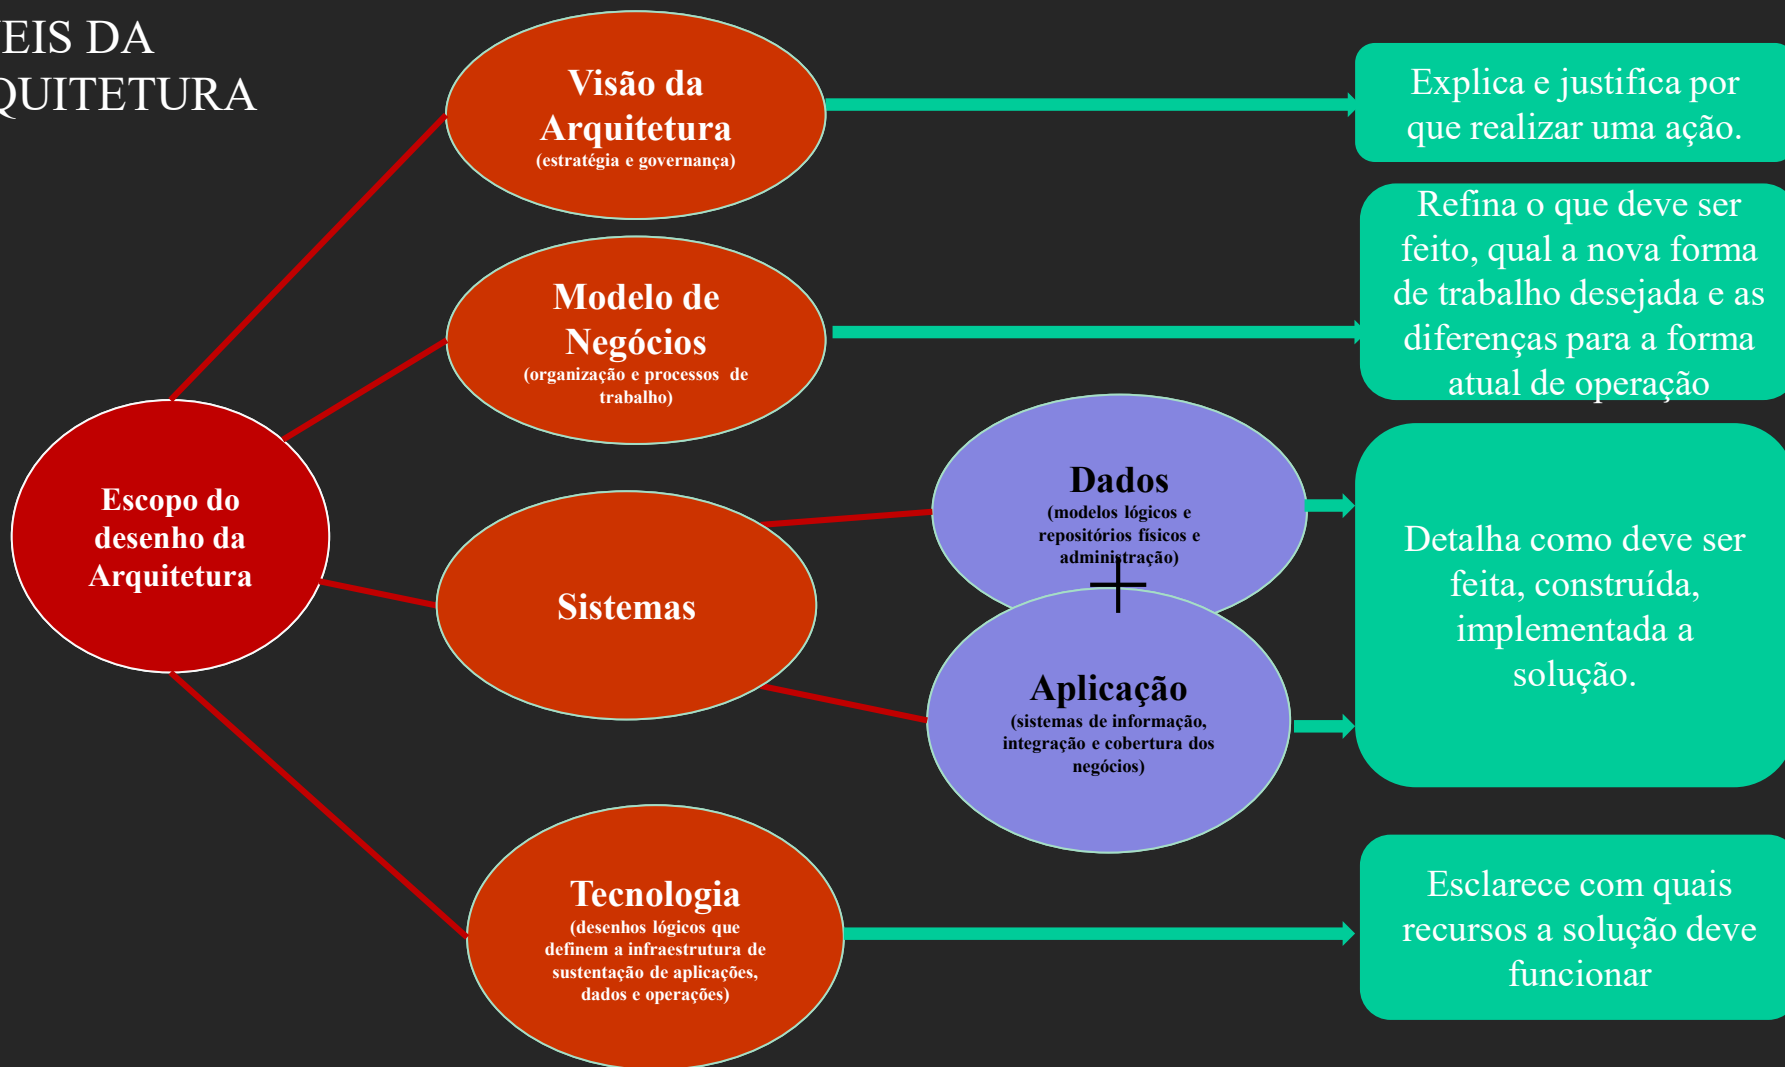 EIS DA
QUITETURA
Visão da
Arquitetura
(estratégia e governança)
Explica e justifica por
que realizar uma ação.
Modelo de
Negócios
(organização e processos de
trabalho)
Refina o que deve ser
feito, qual a nova forma
de trabalho desejada e as
diferenças para a forma
atual de operação
Escopo do
desenho da
Arquitetura
Sistemas
Dados
(modelos lógicos e
repositórios físicos e
administração)
+
Aplicação
(sistemas de informação,
integração e cobertura dos
negócios)
Detalha como deve ser
feita, construída,
implementada a
solução.
Tecnologia
(desenhos lógicos que
definem a infraestrutura de
sustentação de aplicações,
dados e operações)
Esclarece com quais
recursos a solução deve
funcionar